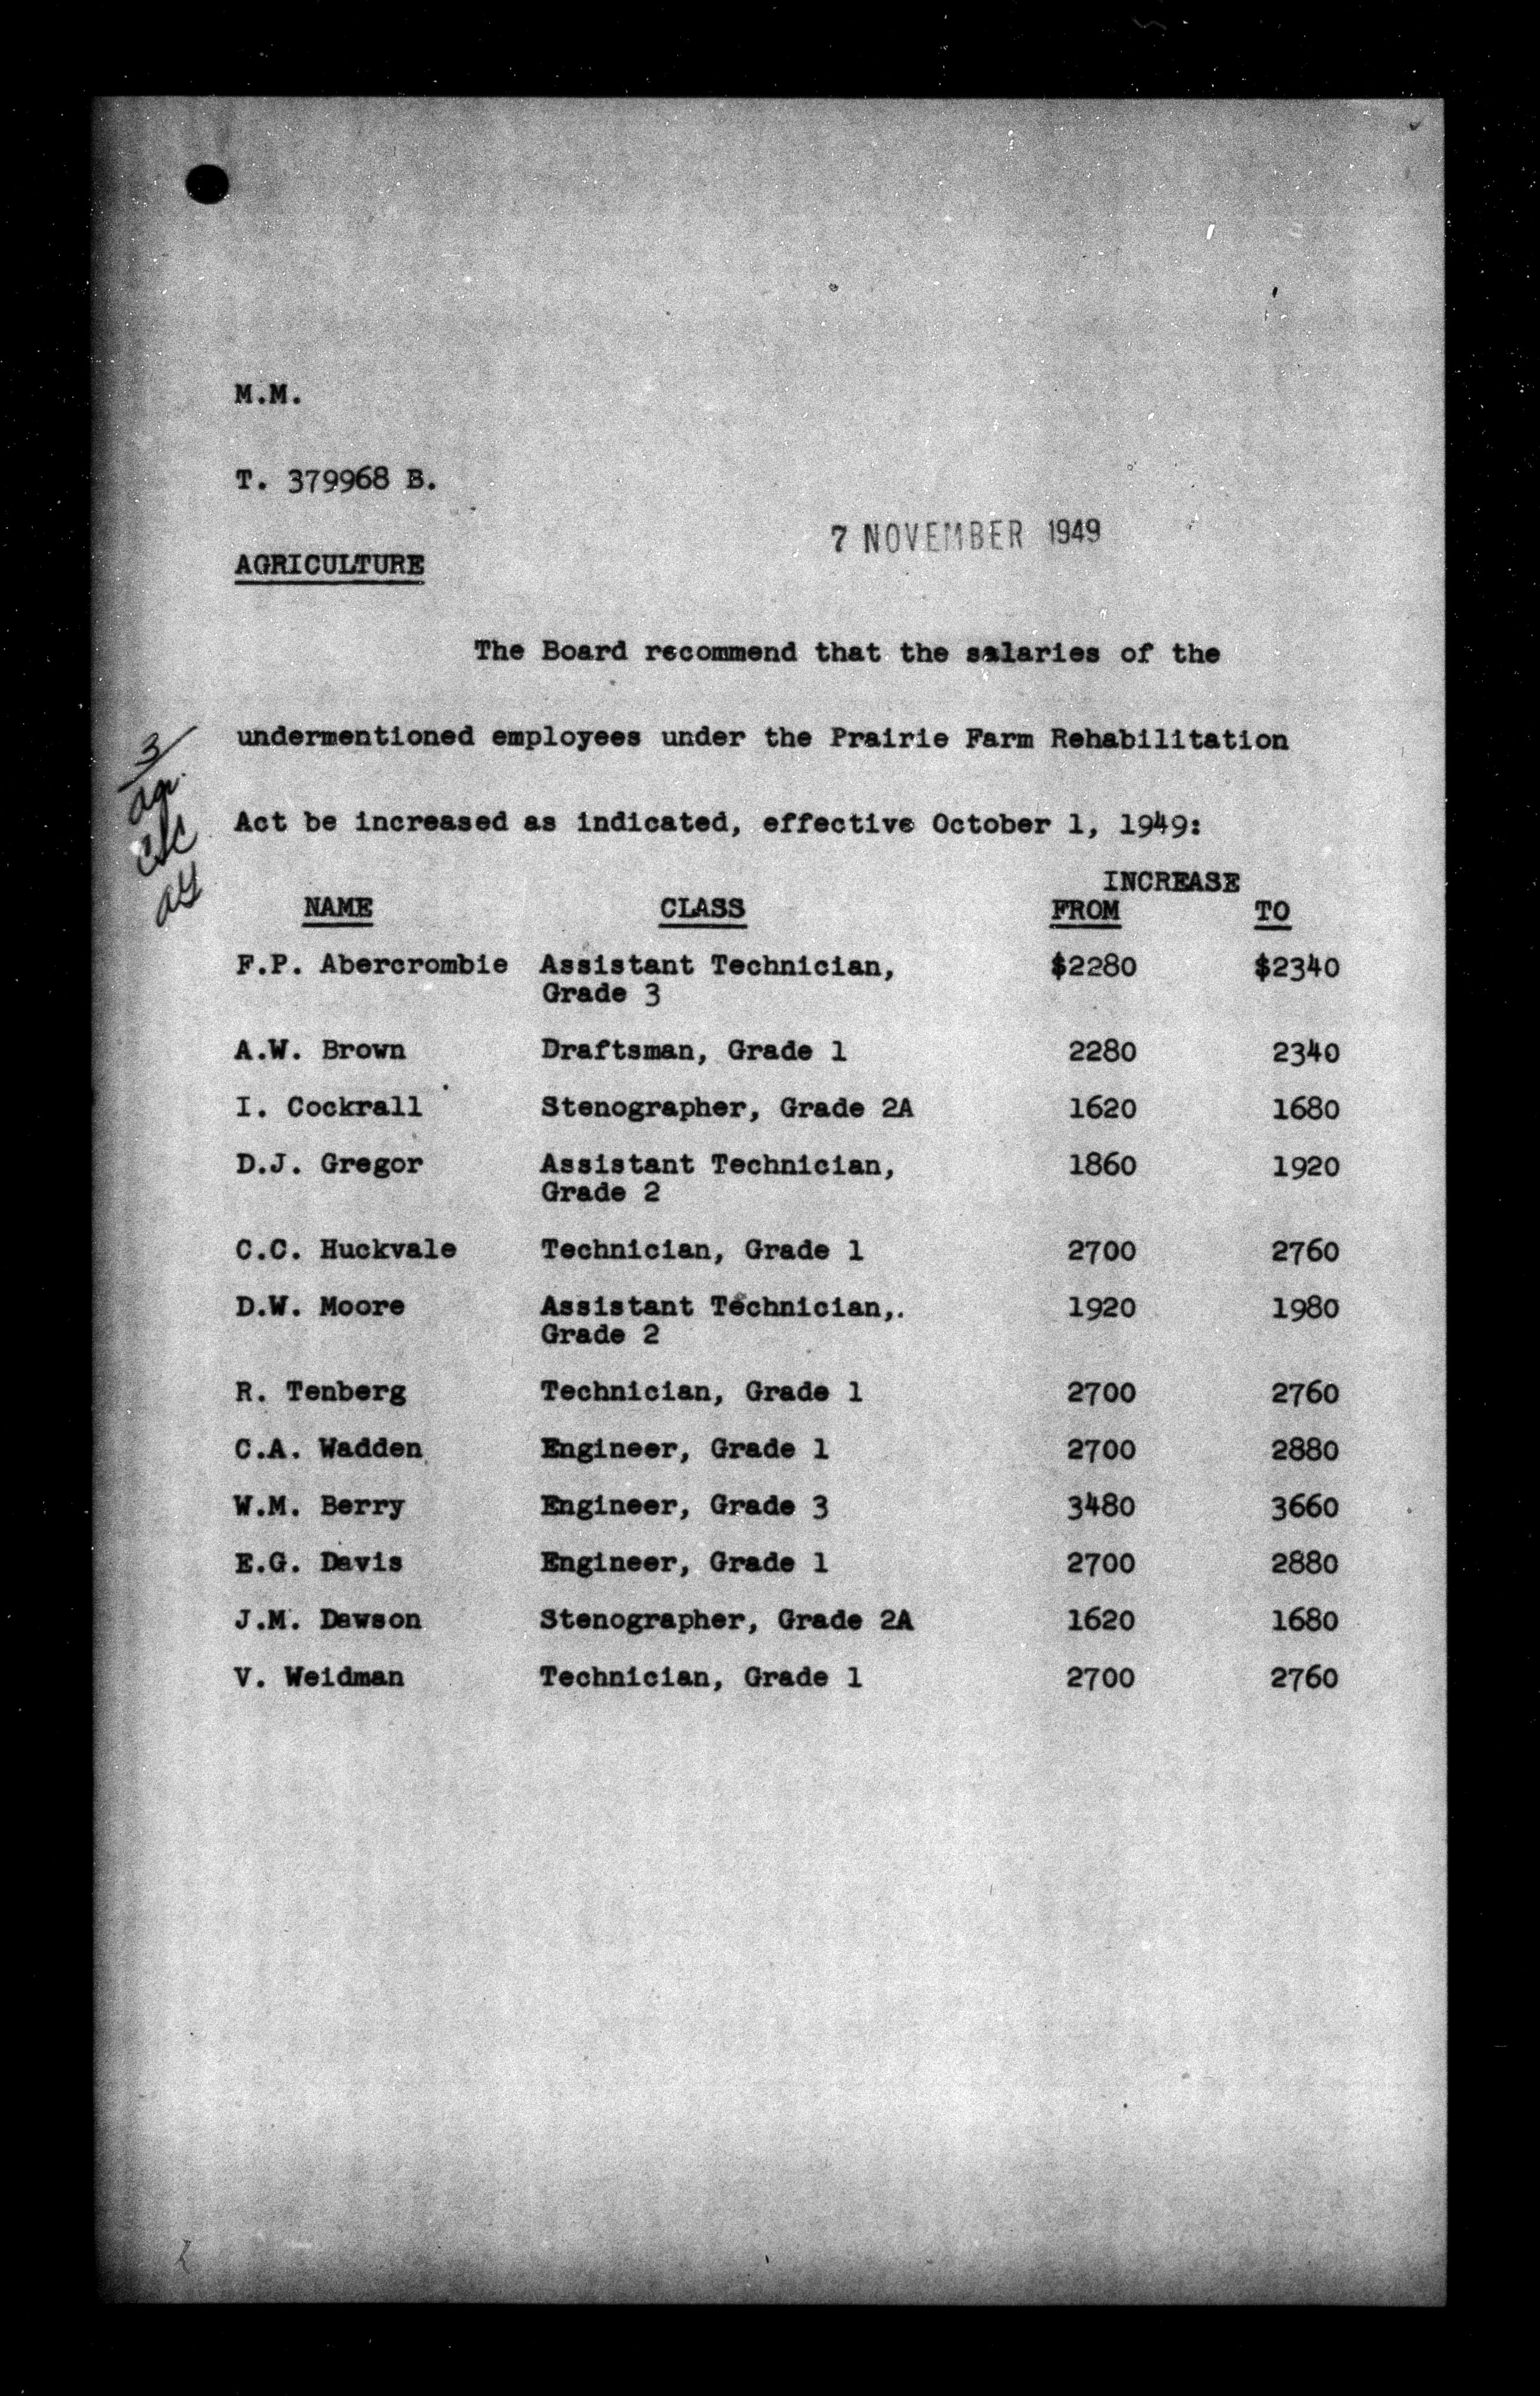 M.M.
T. 379968 B.
7 NOVEMBER 1949
AGRICULTURE
The Board recommend that the salaries of the
undermentioned employees under the Prairie Farm Rehabilitation
Act be increased as indicated, effective October 1, 1949:
3
agr.
CSC
INCREASE
NAME CLASS FROM TO
F.P. Abercrombie Assistant Technician, $2280 $2340
Grade 3
A.W. Brown Draftsman, Grade 1 2280 2340
I. Cockrall Stenographer, Grade 2A 1620 1680
D.J. Gregor Assistant Technician, 1860 1920
Grade 2
C.C. Huckvale Technician, Grade 1 2700 2760
D.W. Moore Assistant Technician,. 1920 1980
Grade 2
R. Tenberg Technician, Grade 1 2700 2760
C.A. Wadden Engineer, Grade 1 2700 2880
W.M. Berry Engineer, Grade 3 3480 3660
E.G. Davis Engineer, Grade 1 2700 2880
J.M. Dawson Stenographer, Grade 2A 1620 1680
V. Weidman Technician, Grade 1 2700 2760